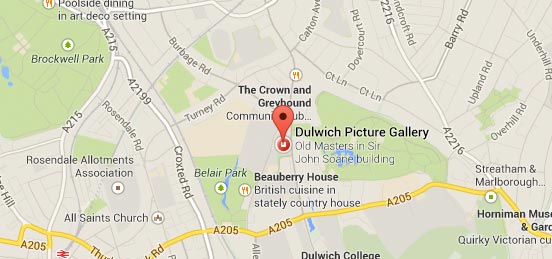 Poolside dining
in art deco setting
A215
Calton Ave
Dovercourt
Barry Rd
Underhill Rd
Brockwell Park
Burbage Rd
A2199
The Crown and
Greyhound
Ct Ln
Ct Ln
Upland Rd
A215
Rosendale Rd
Turney Rd
Overhill Rd
A2216
Dulwich Picture Gallery
Old Masters in Sir
John Soane building
Rosendale Allotments
Association
Croxted Rd
Belair Park
Beauberry House
British cuisine in
stately country house
Streatham &
Marlborough...
All Saints Church
A205
A205
A205
A205
Horniman Muse
& Gard
Quirky Victorian cu
Dulwich College